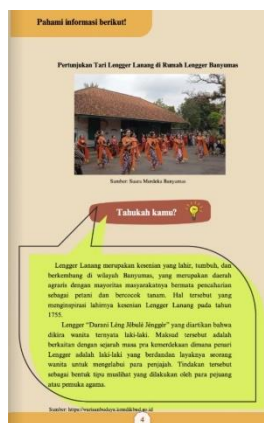 Pahami informasi berikut!
Pertunjukan Tari Lengger Lanang di Rumah Lengger Banyumas
Sumber: Suara Merdeka Banyumas
Tahukah kamu?
Lengger Lanang merupakan kesenian yang lahir, tumbuh, dan
berkembang di wilayah Banyumas, yang merupakan daerah
agraris dengan mayoritas masyarakatnya bermata pencaharian
sebagai petani dan bercocok tanam. Hal tersebut yang
menginspirasi lahirnya kesenian Lengger Lanang pada tahun
1755.
Lengger "Darani Léng Jêbulé Jênggér" yang diartikan bahwa
dikira wanita ternyata laki-laki. Maksud tersebut adalah
berkaitan dengan sejarah masa pra kemerdekaan dimana penari
Lengger adalah laki-laki yang berdandan layaknya seorang
wanita untuk mengelabus para penjajah. Tindakan tersebut
sebagai bentuk tipu muslihat yang dilakukan oleh para pejuang
atau pemuka agama.
Sumber: https://warisanbudaya.kemdikbud.go.id
4